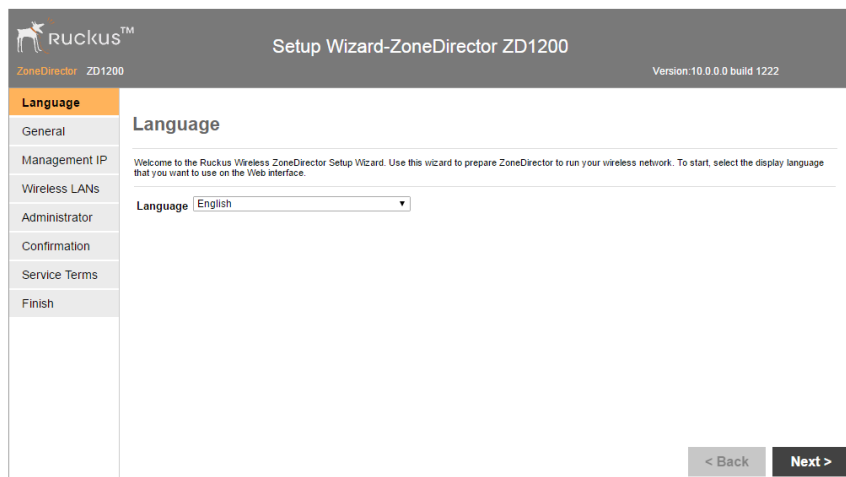 Ruckus™
Setup Wizard-ZoneDirector ZD1200
ZoneDirector ZD1200
Version:10.0.0.0 build 1222
Language
General
Management IP
Wireless LANs
Administrator
Confirmation
Service Terms
Finish
Language
Welcome to the Ruckus Wireless ZoneDirector Setup Wizard. Use this wizard to prepare ZoneDirector to run your wireless network. To start, select the display language
that you want to use on the Web interface.
Language English
< Back Next >